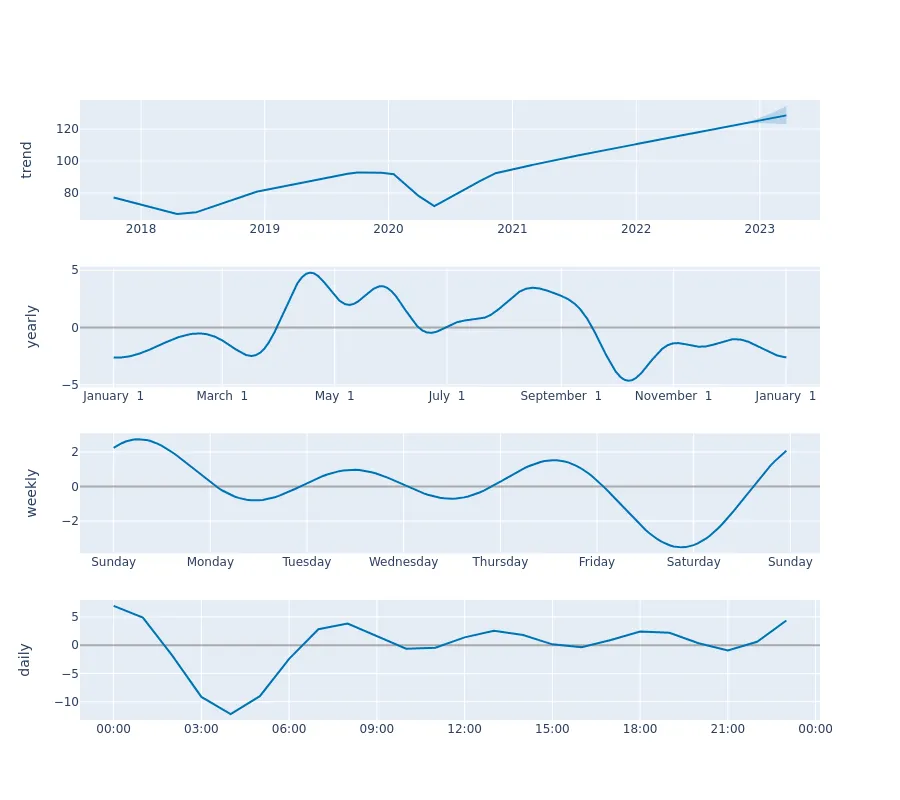 trend
120
100
80
2018 2019 2020 2021 2022 2023
yearly
5
0
−5
January 1 March 1 May 1 July 1 September 1 November 1 January 1
weekly
2
0
−2
Sunday Monday Tuesday Wednesday Thursday Friday Saturday Sunday
daily
5
0
−5
−10
00:00 03:00 06:00 09:00 12:00 15:00 18:00 21:00 00:00